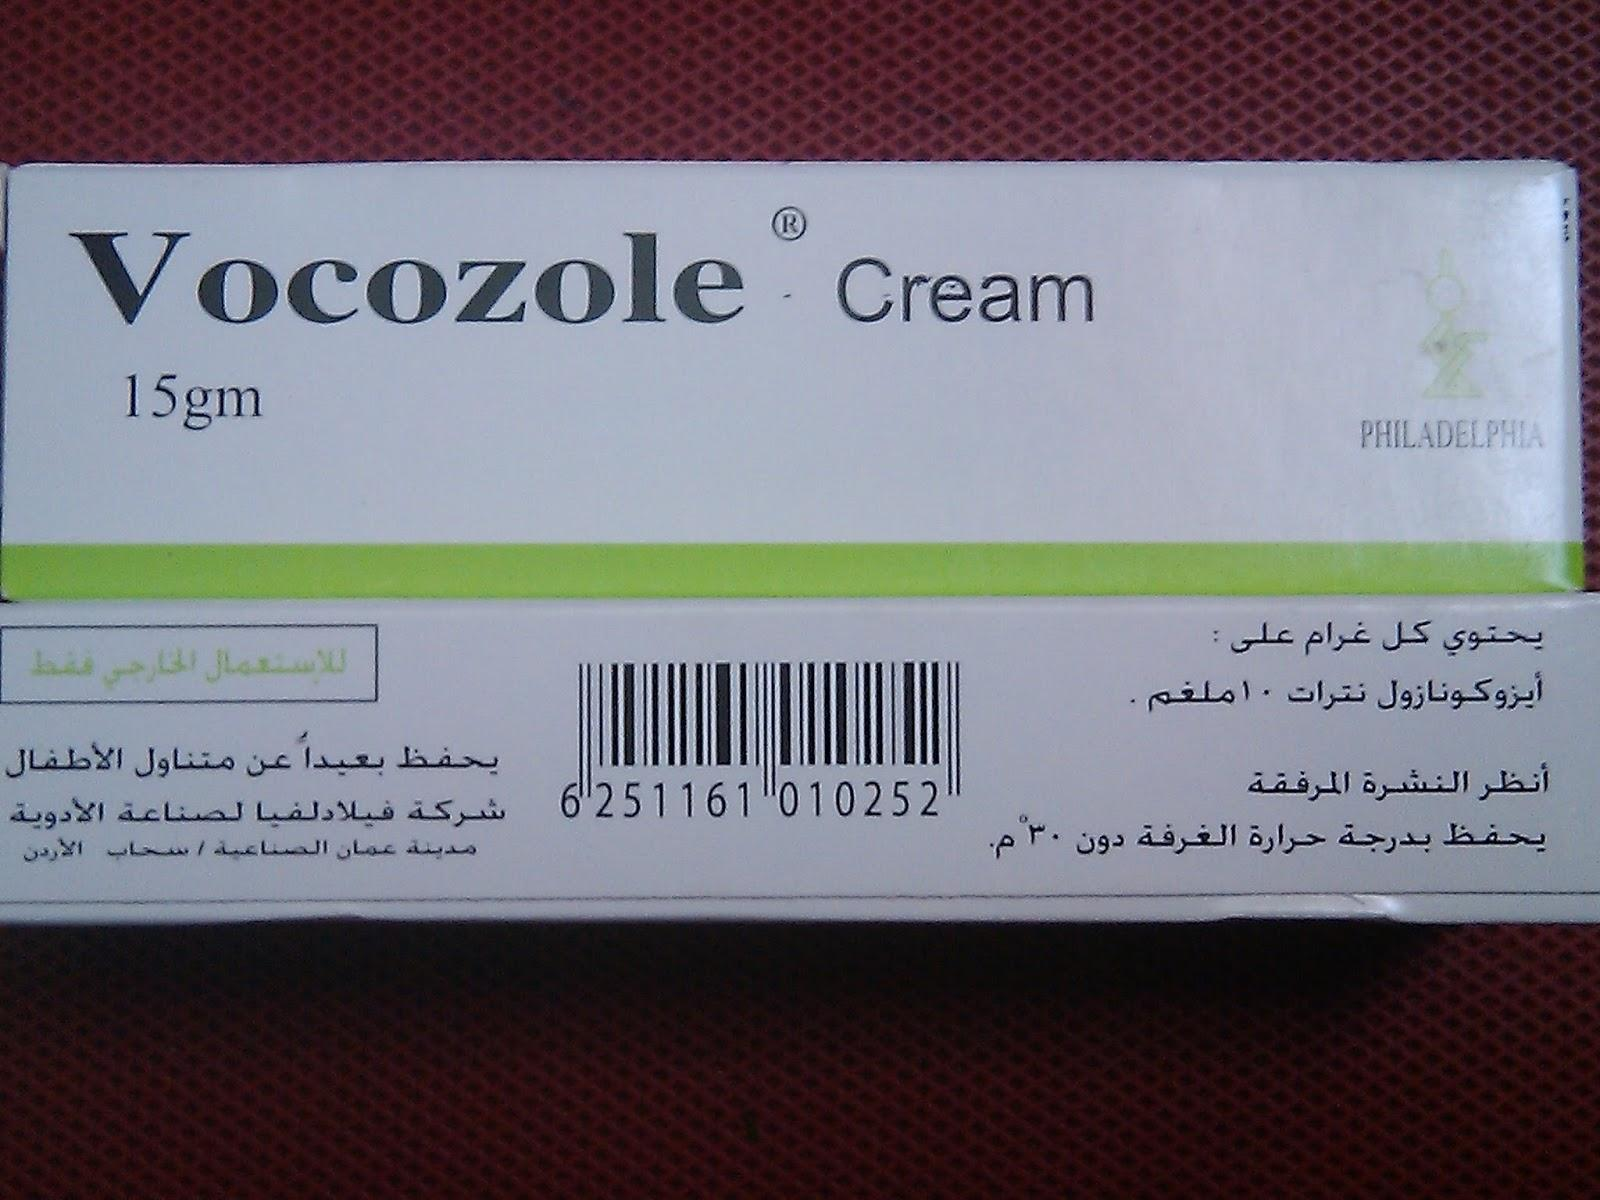 Vocozole ® Cream
15gm
PHILADELPHIA
للإستعمال الخارجي فقط
يحفظ بعيداً عن متناول الأطفال
شركة فيلادلفيا لصناعة الأدوية
مدينة عمان الصناعية / سحاب الأردن
6 251161 010252
يحتوي كل غرام على :
أيزوكونازول نترات ١٠ملغم .
أنظر النشرة المرفقة
يحفظ بدرجة حرارة الغرفة دون ٣٠°م.